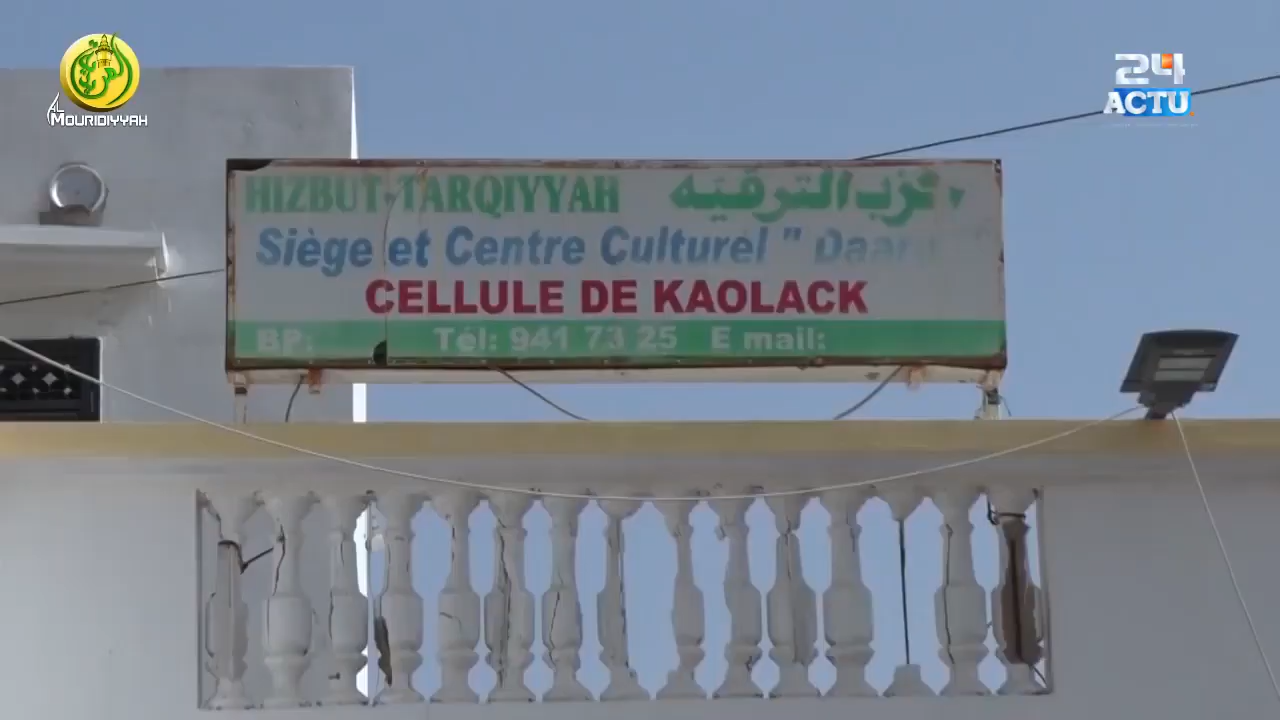 AL
MOURIDIYYAH
24
ACTU
HIZBUT-TARQIYYAH حزب الترقيه
Siège et Centre Culturel "
CELLULE DE KAOLACK
BP: Tél: 941 73 25 E mail: